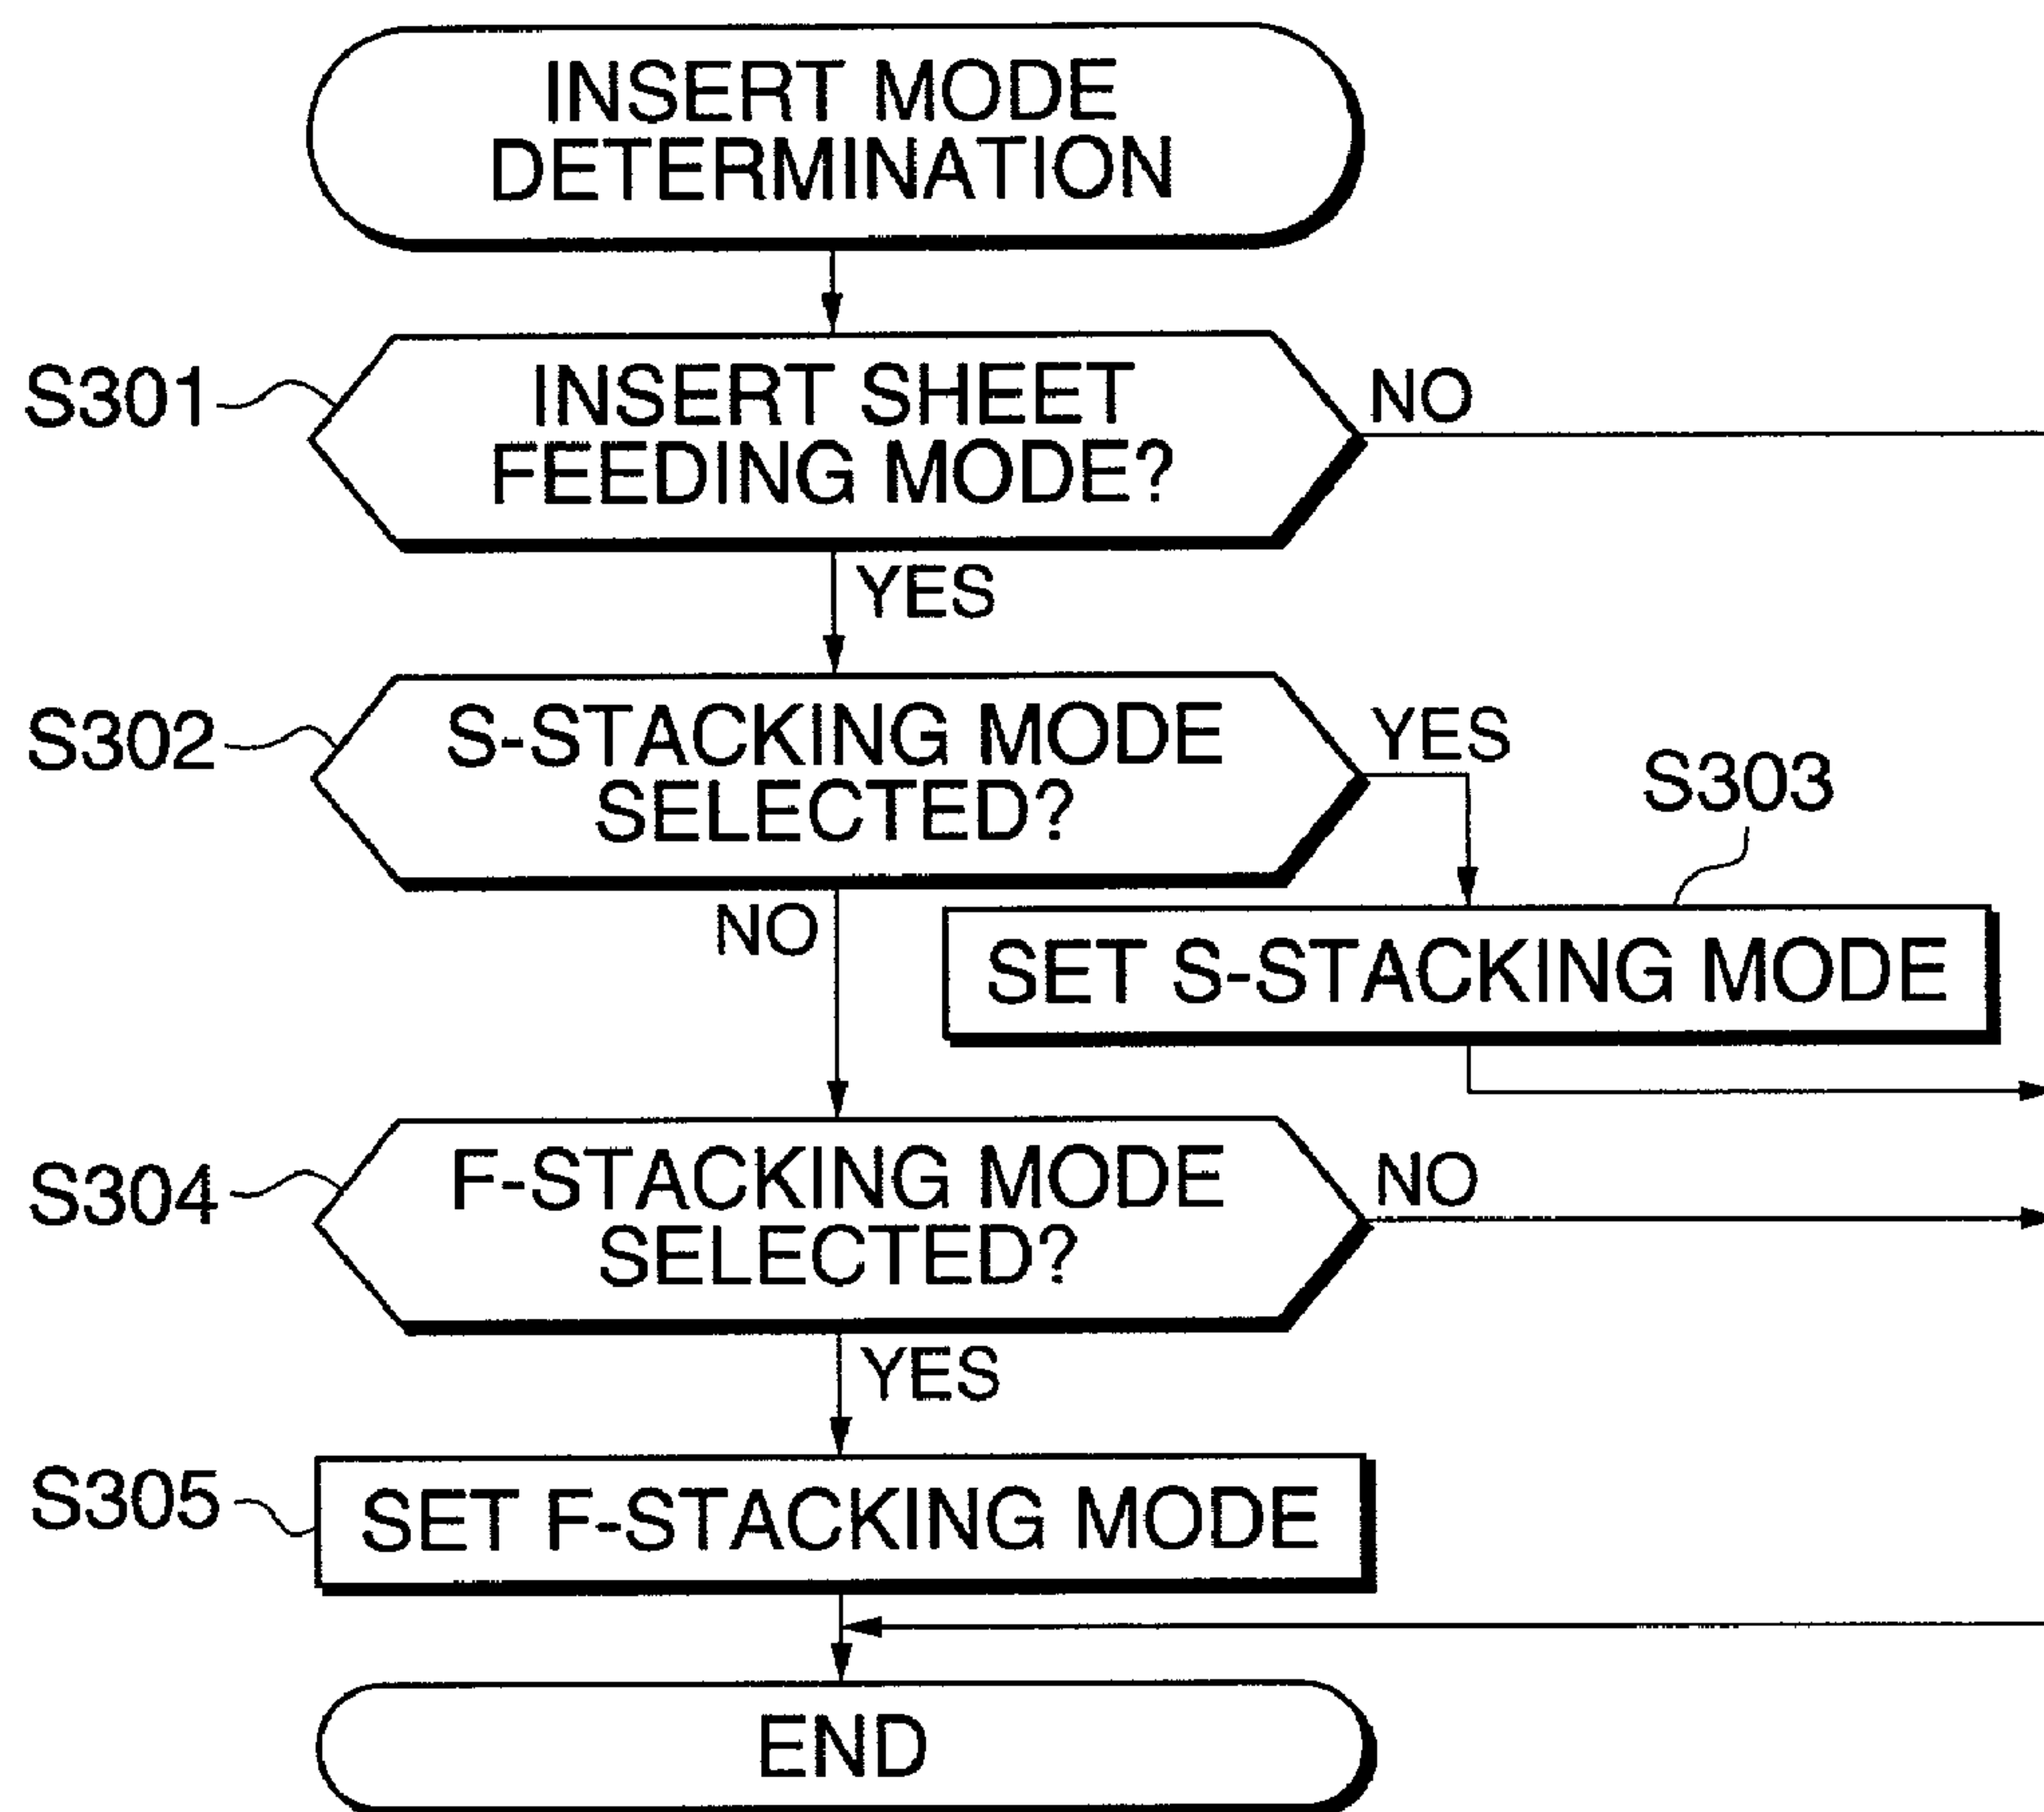 INSERT MODE
DETERMINATION
S301
INSERT SHEET
FEEDING MODE?
NO
YES
S302
S-STACKING MODE
SELECTED?
YES
S303
NO
SET S-STACKING MODE
S304
F-STACKING MODE
SELECTED?
NO
YES
S305
SET F-STACKING MODE
END